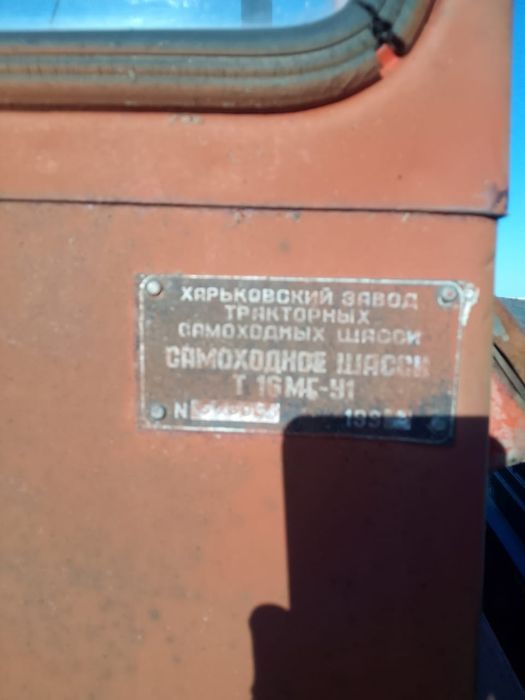 ХАРЬКОВСКИЙ ЗАВОД
ТРАКТОРНЫХ
САМОХОДНЫХ ШАССИ
САМОХОДНОЕ ШАССИ
Т 16МГ-У1
N